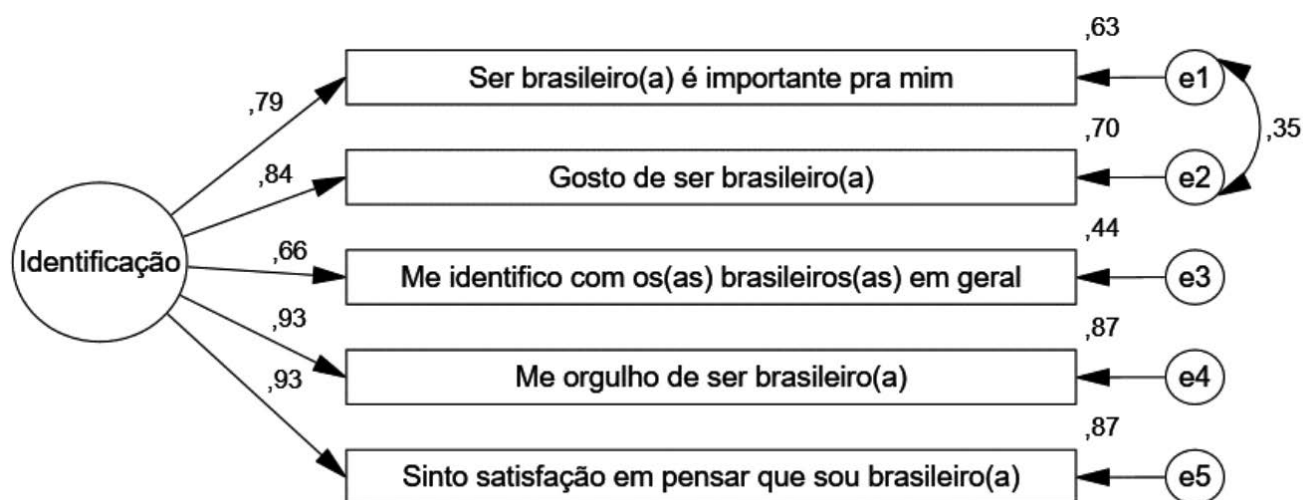 ,63
Ser brasileiro(a) é importante pra mim
e1
,79
,70
,35
,84
Gosto de ser brasileiro(a)
e2
,44
Identificação
,66
Me identifico com os(as) brasileiros(as) em geral
e3
,93
,87
Me orgulho de ser brasileiro(a)
e4
,93
,87
Sinto satisfação em pensar que sou brasileiro(a)
e5